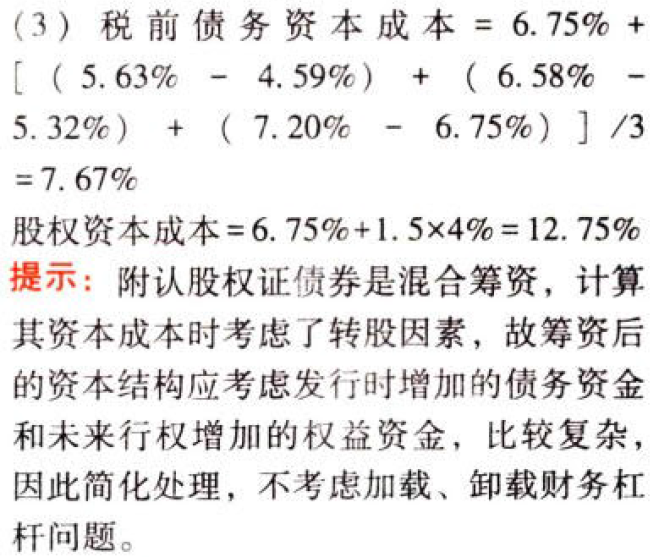 (3) 税前债务资本成本 = 6.75% +
[ ( 5.63% - 4.59%) + ( 6.58% -
5.32%) + ( 7.20% - 6.75%) ] /3
=7.67%
股权资本成本=6.75%+1.5×4%=12.75%
提示：附认股权证债券是混合筹资，计算
其资本成本时考虑了转股因素，故筹资后
的资本结构应考虑发行时增加的债务资金
和未来行权增加的权益资金，比较复杂，
因此简化处理，不考虑加载、卸载财务杠
杆问题。